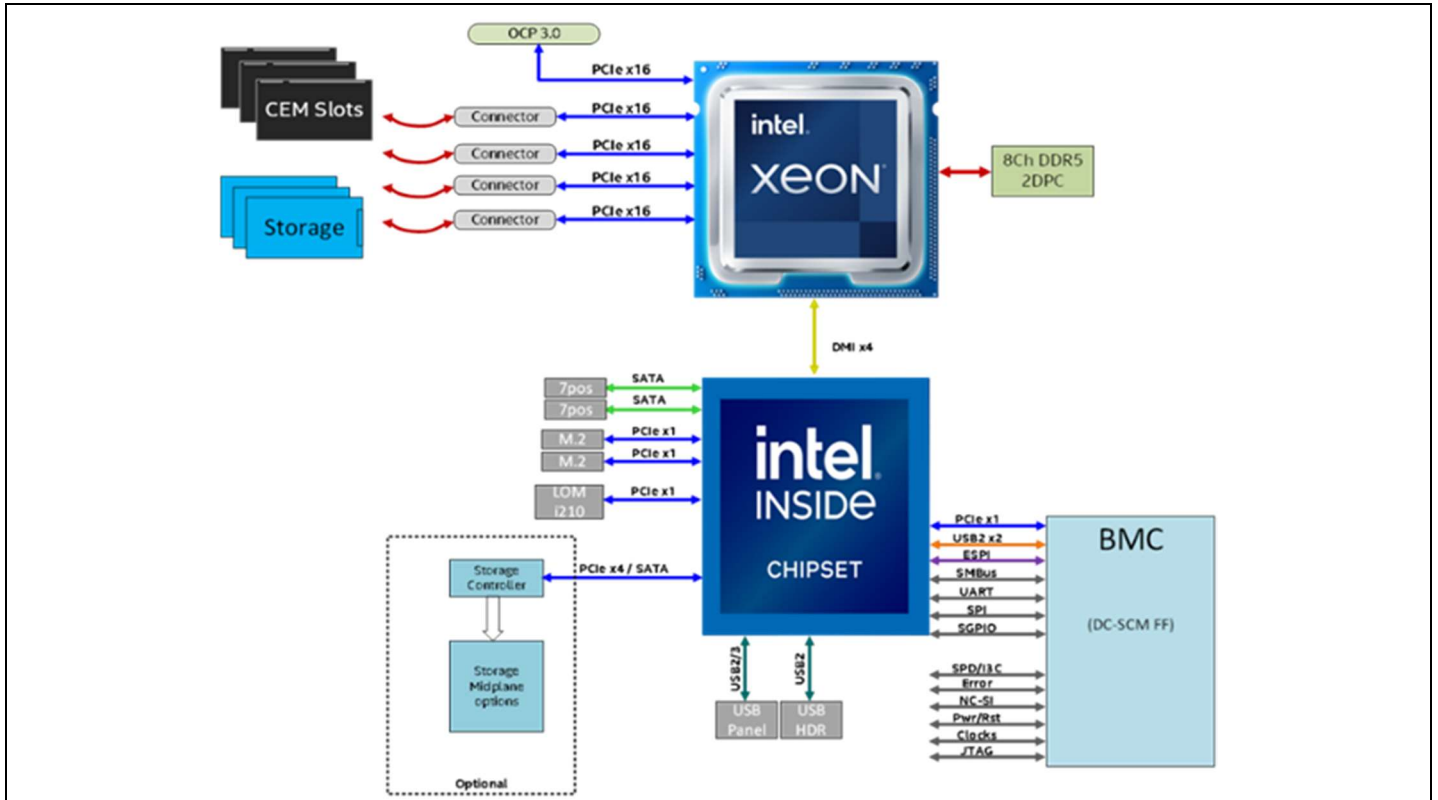 OCP 3.0
PCIe x16
CEM Slots
Connector
PCIe x16
Connector
PCIe x16
Connector
PCIe x16
Connector
PCIe x16
Storage
intel.
XEON
8Ch DDR5
2DPC
DMI x4
7pos
SATA
7pos
SATA
M.2
PCIe x1
M.2
PCIe x1
LOM
i210
PCIe x1
intel.
INSIDE
CHIPSET
Storage
Controller
PCIe x4 / SATA
Storage
Midplane
options
Optional
USB2/3
USB2
USB
Panel
USB
HDR
PCIe x1
USB2 x2
ESPI
SMBus
UART
SPI
SGPIO
SPD/I3C
Error
NC-SI
Pwr/Rst
Clocks
JTAG
BMC
(DC-SCM FF)